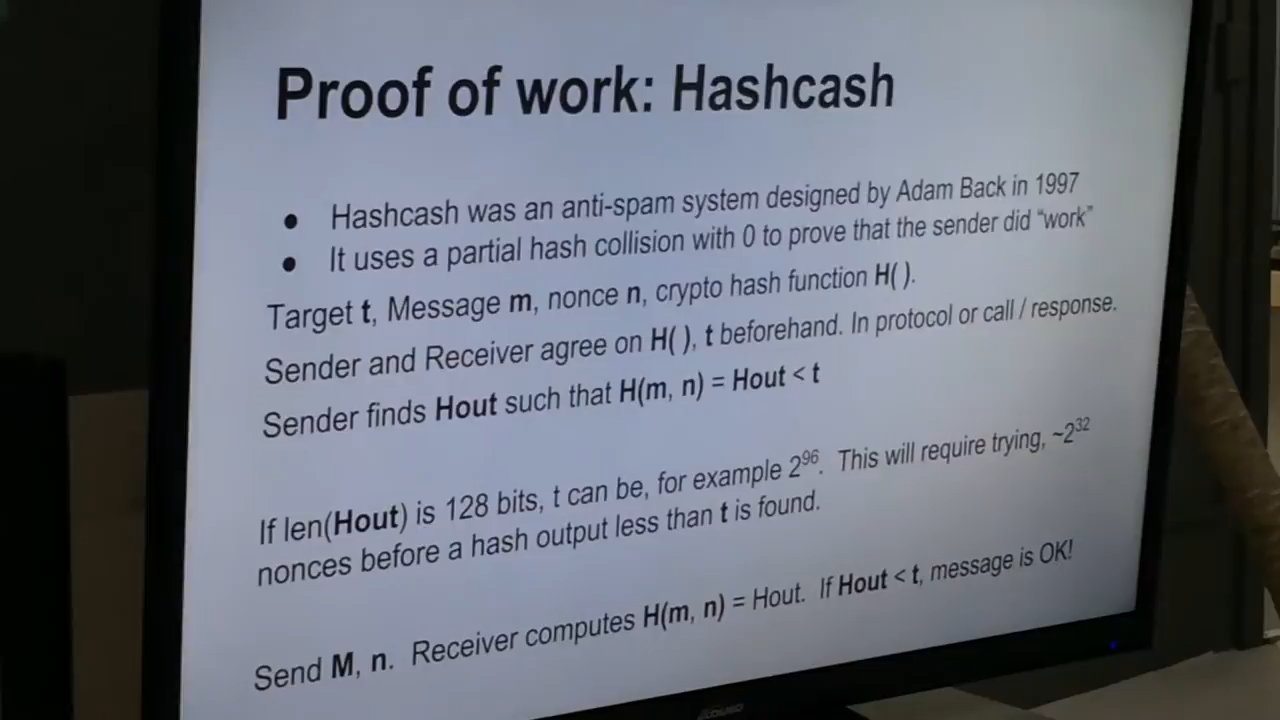 Proof of work: Hashcash
● Hashcash was an anti-spam system designed by Adam Back in 1997
● It uses a partial hash collision with 0 to prove that the sender did “work”
Target t, Message m, nonce n, crypto hash function H( ).
Sender and Receiver agree on H( ), t beforehand. In protocol or call / response.
Sender finds Hout such that H(m, n) = Hout < t
If len(Hout) is 128 bits, t can be, for example 2⁹⁶. This will require trying, ~2³²
nonces before a hash output less than t is found.
Send M, n. Receiver computes H(m, n) = Hout. If Hout < t, message is OK!